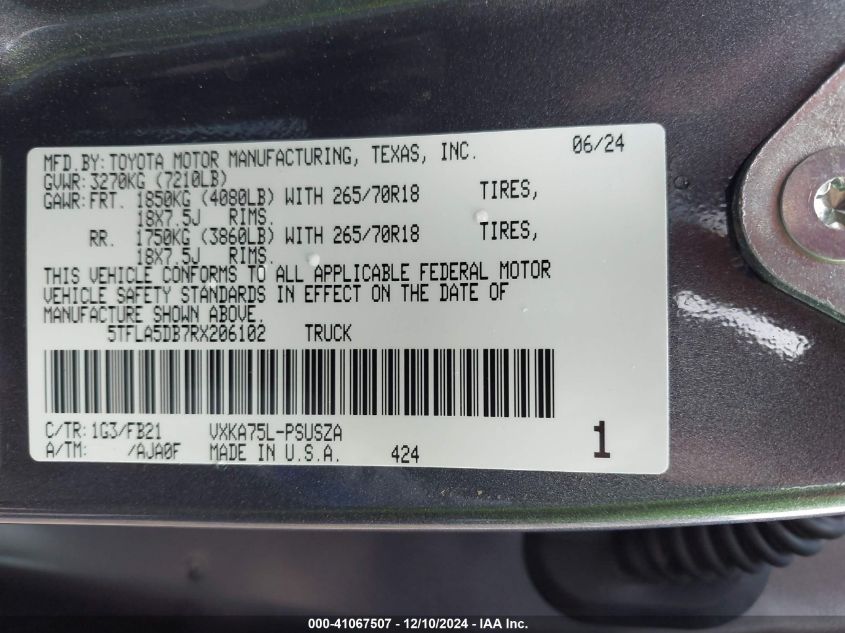 MFD.BY: TOYOTA MOTOR MANUFACTURING, TEXAS, INC. 06/24
GVWR: 3270KG (7210LB)
GAWR: FRT. 1850KG (4080LB) WITH 265/70R18 TIRES,
18X7.5J RIMS.
RR. 1750KG (3860LB) WITH 265/70R18 TIRES,
18X7.5J RIMS.
THIS VEHICLE CONFORMS TO ALL APPLICABLE FEDERAL MOTOR
VEHICLE SAFETY STANDARDS IN EFFECT ON THE DATE OF
MANUFACTURE SHOWN ABOVE.
5TFLA5DB7RX206102 TRUCK
C/TR: 1G3/FB21 VXKA75L-PSUSZA
A/TM: /AJA0F MADE IN U.S.A. 424 1
000-41067507 - 12/10/2024 - IAA Inc.